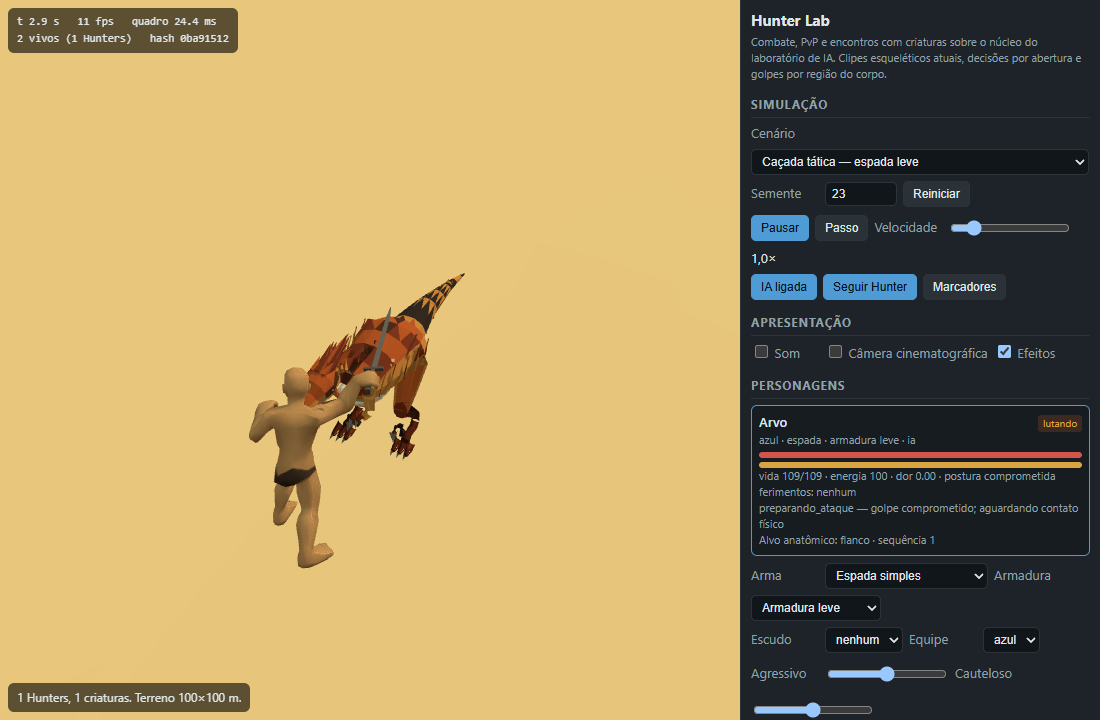 t 2.9 s   11 fps   quadro 24.4 ms
2 vivos (1 Hunters)   hash 0ba91512
1 Hunters, 1 criaturas. Terreno 100×100 m.
Hunter Lab
Combate, PvP e encontros com criaturas sobre o núcleo do
laboratório de IA. Clipes esqueléticos atuais, decisões por abertura e
golpes por região do corpo.
SIMULAÇÃO
Cenário
Caçada tática — espada leve
Semente 23 Reiniciar
Pausar Passo Velocidade
1,0×
IA ligada Seguir Hunter Marcadores
APRESENTAÇÃO
Som Câmera cinematográfica Efeitos
PERSONAGENS
Arvo lutando
azul · espada · armadura leve · ia
vida 109/109 · energia 100 · dor 0.00 · postura comprometida
ferimentos: nenhum
preparando_ataque — golpe comprometido; aguardando contato
físico
Alvo anatômico: flanco · sequência 1
Arma Espada simples Armadura
Armadura leve
Escudo nenhum Equipe azul
Agressivo Cauteloso